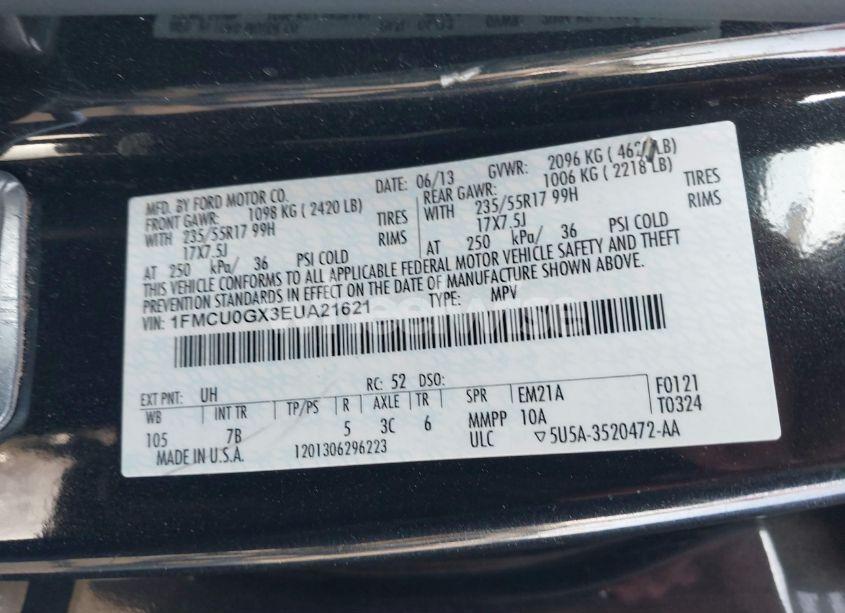 MFD. BY FORD MOTOR CO. DATE: 06/13 GVWR: 2096 KG ( LB)
FRONT GAWR: 1098 KG ( 2420 LB) REAR GAWR: 1006 KG ( 2218 LB)
WITH 235/55R17 99H TIRES WITH 235/55R17 99H TIRES
17X7.5J RIMS 17X7.5J RIMS
AT 250 kPa/ 36 PSI COLD AT 250 kPa/ 36 PSI COLD
THIS VEHICLE CONFORMS TO ALL APPLICABLE FEDERAL MOTOR VEHICLE SAFETY AND THEFT
PREVENTION STANDARDS IN EFFECT ON THE DATE OF MANUFACTURE SHOWN ABOVE.
VIN: 1FMCU0GX3EUA21621 TYPE: MPV
EXT PNT: UH RC: 52 DSO: F0121
WB INT TR TP/PS R AXLE TR SPR EM21A T0324
105 7B 5 3C 6 MMPP 10A
MADE IN U.S.A. 1201306296223 ULC ▽5U5A-3520472-AA